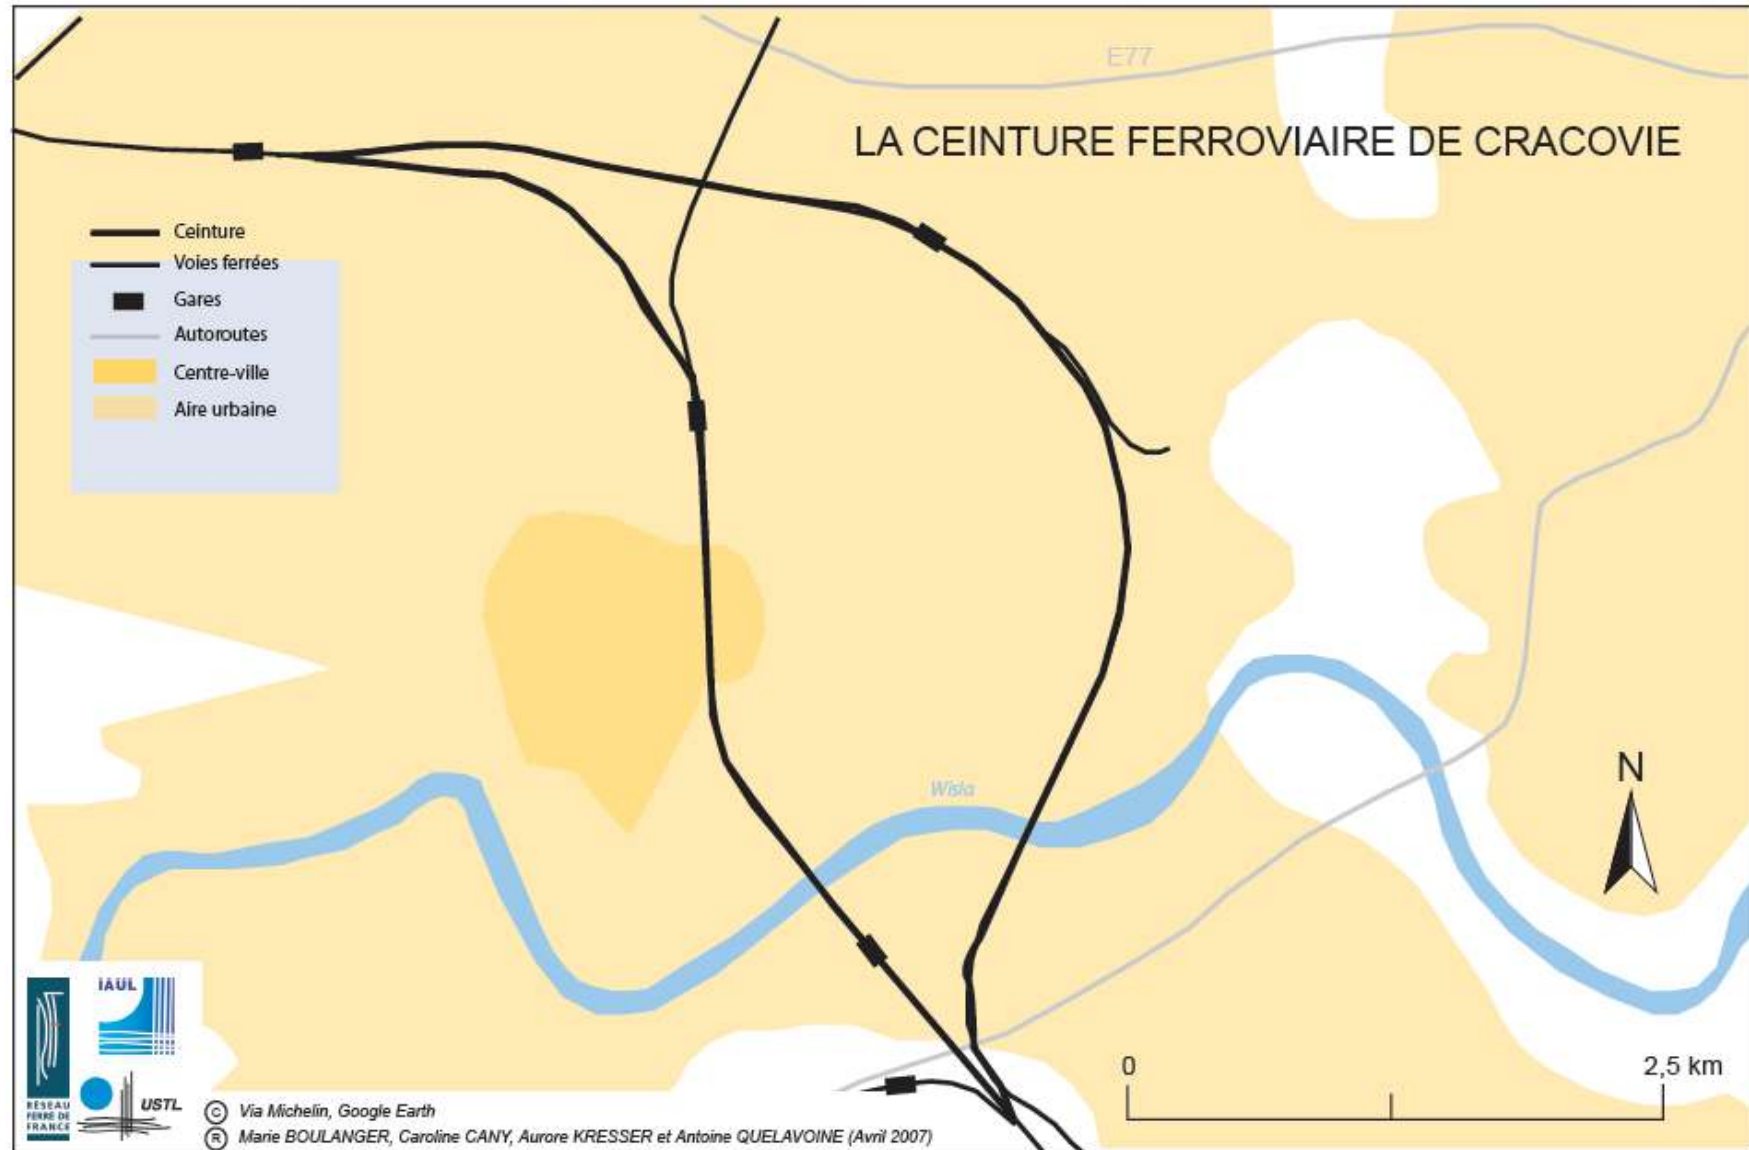 E77
LA CEINTURE FERROVIAIRE DE CRACOVIE
Ceinture
Voies ferrées
Gares
Autoroutes
Centre-ville
Aire urbaine
Wisla
N
0
2,5 km
IAUL
RESEAU
FERRE DE
FRANCE
USTL
© Via Michelin, Google Earth
® Marie BOULANGER, Caroline CANY, Aurore KRESSER et Antoine QUELAVOINE (Avril 2007)